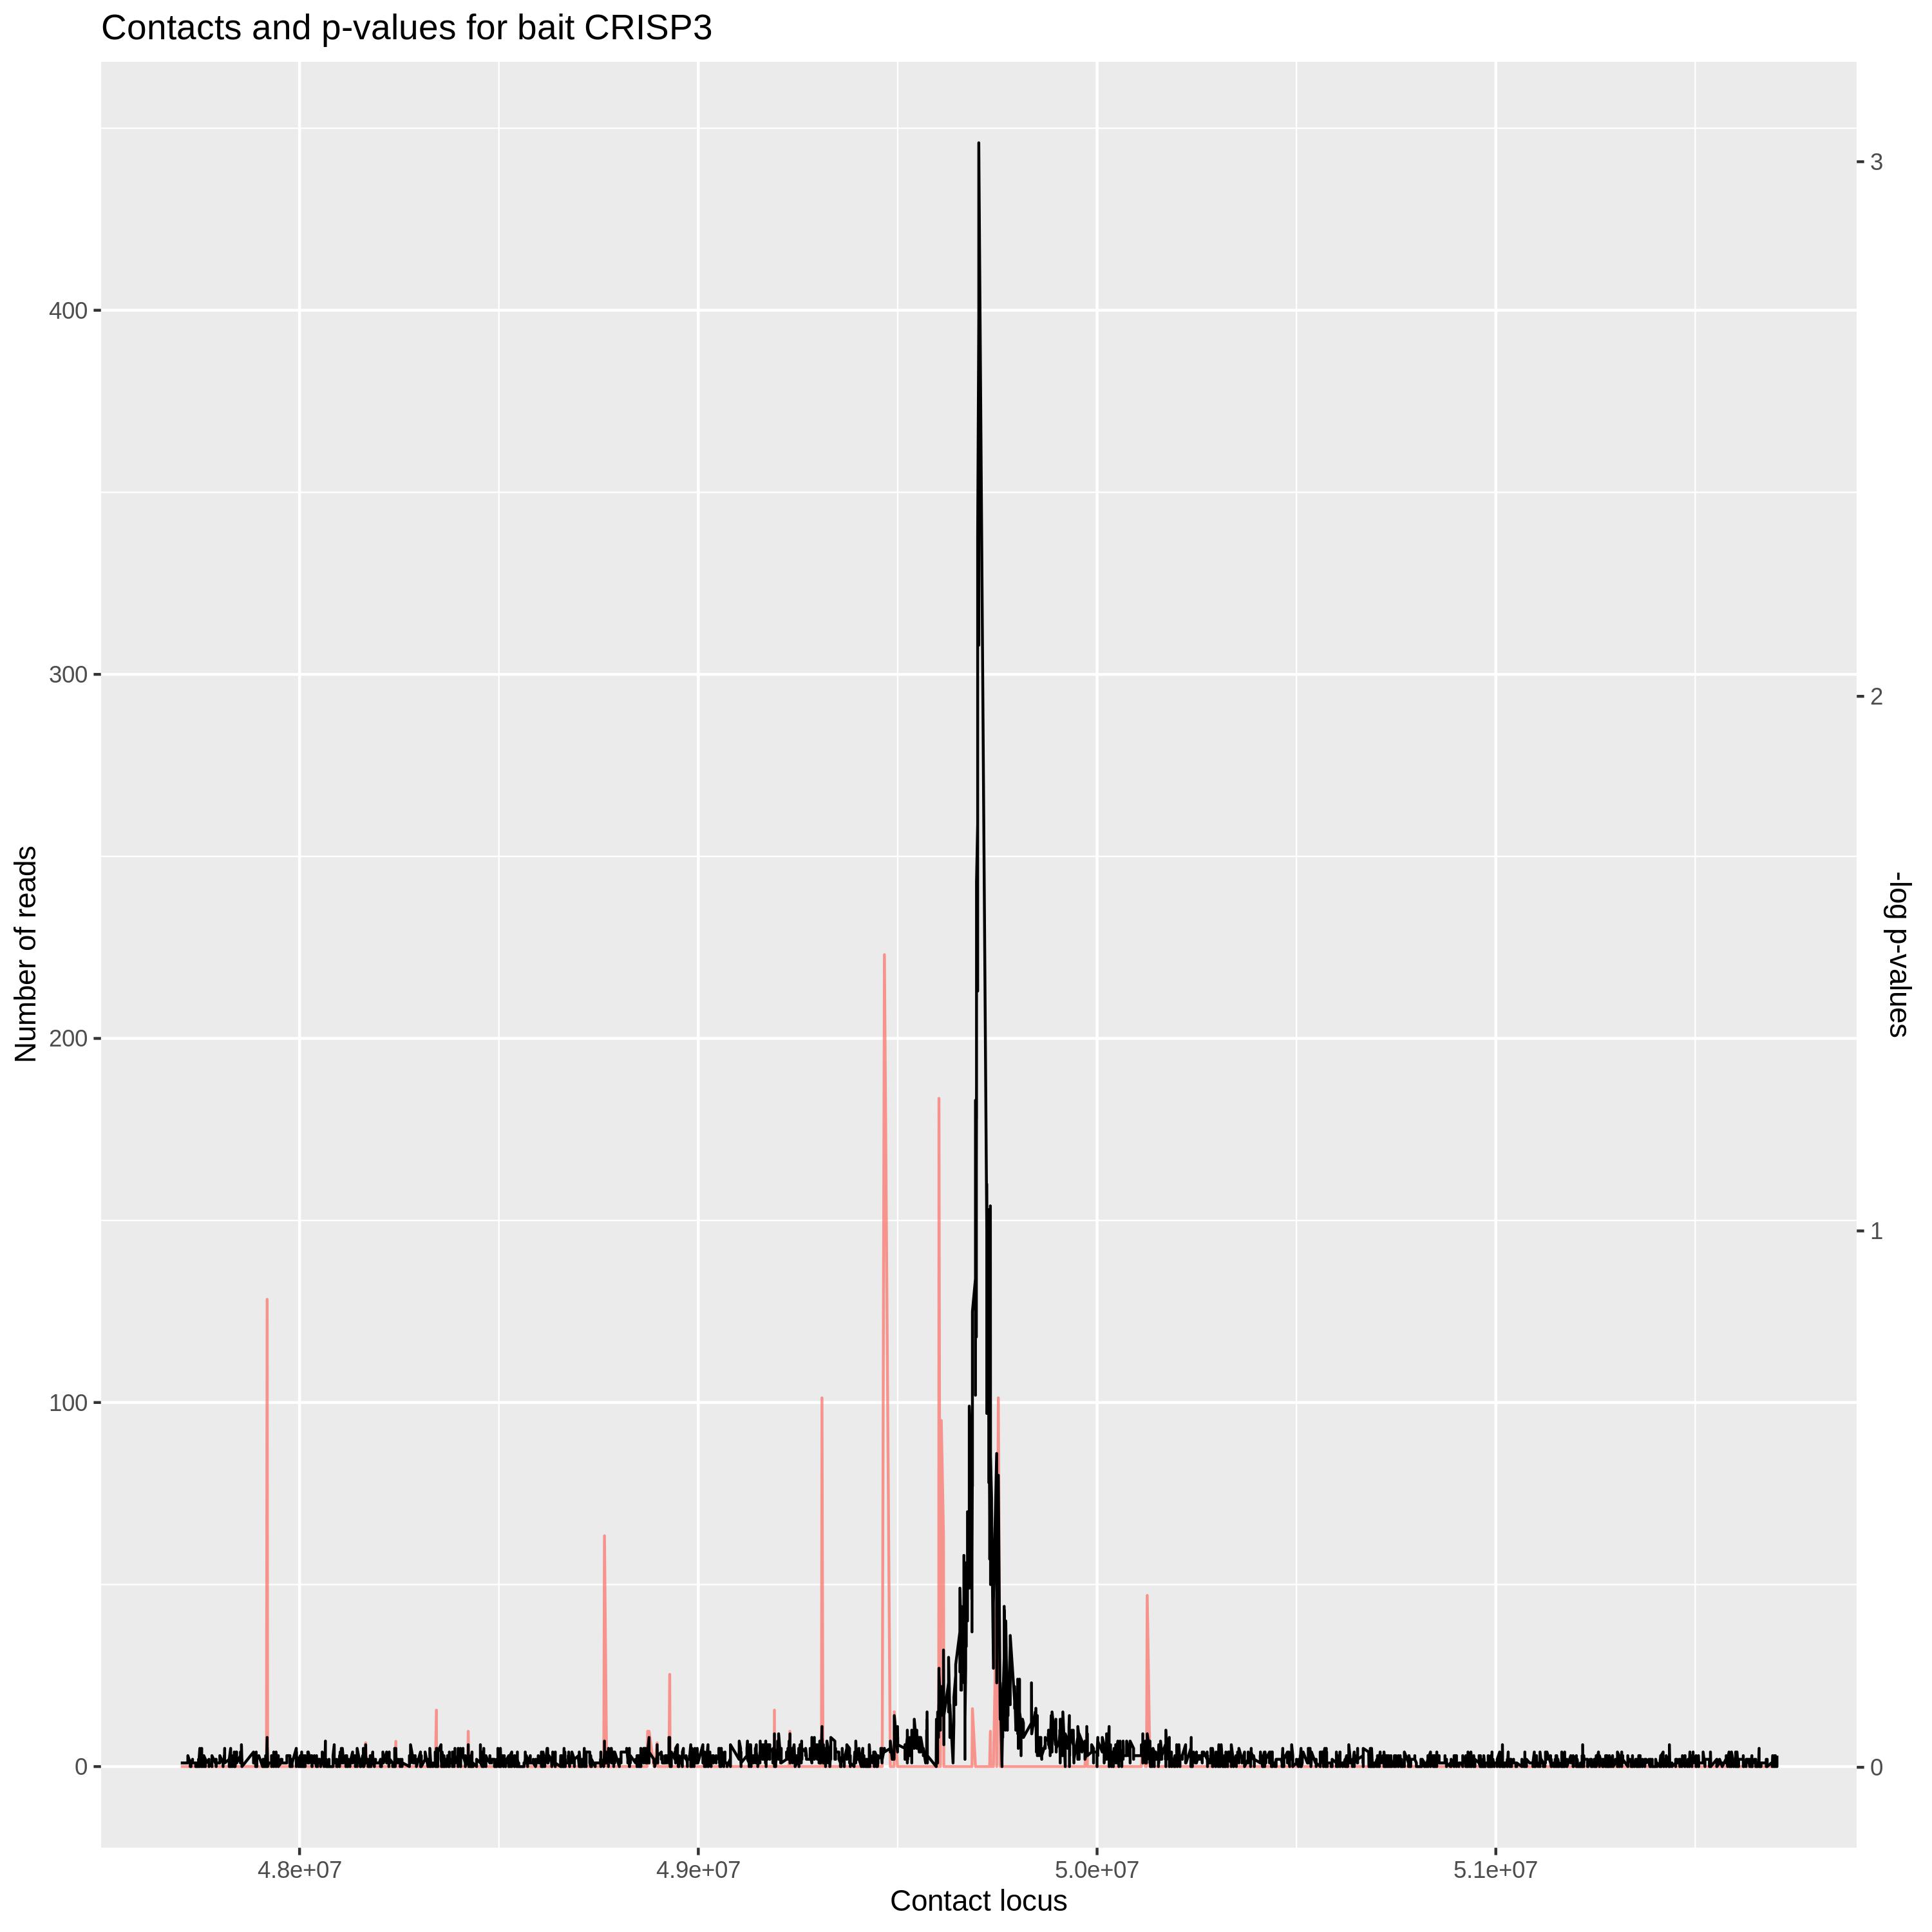 Contacts and p-values for bait CRISP3
Number of reads
400
300
200
100
0
3
2
1
0
-log p-values
4.8e+07
4.9e+07
5.0e+07
5.1e+07
Contact locus